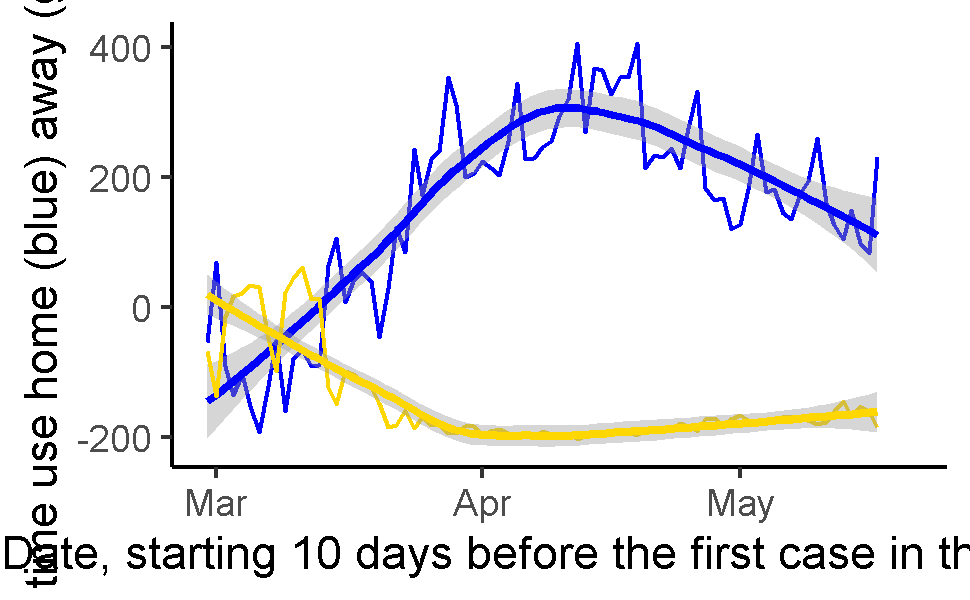 time use home (blue) away (
400
200
0
-200
Mar Apr May
Date, starting 10 days before the first case in th